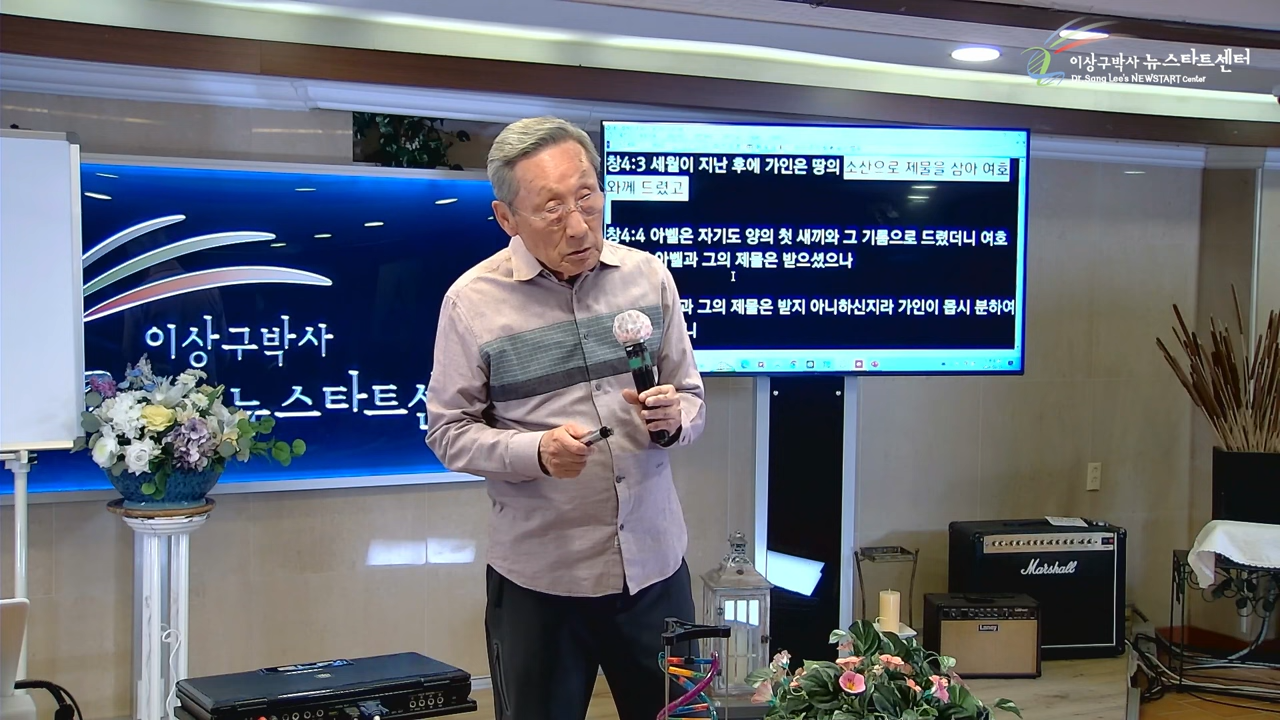 이상구박사 뉴스타트센터
Dr. Sang Lee's NEWSTART Center
창4:3 세월이 지난 후에 가인은 땅의 소산으로 제물을 삼아 여호
와께 드렸고
창4:4 아벨은 자기도 양의 첫 새끼와 그 기름으로 드렸더니 여호
아벨과 그의 제물은 받으셨으나
과 그의 제물은 받지 아니하신지라 가인이 몹시 분하여
니
이상구박사
뉴스타트센
Marshall
Laney